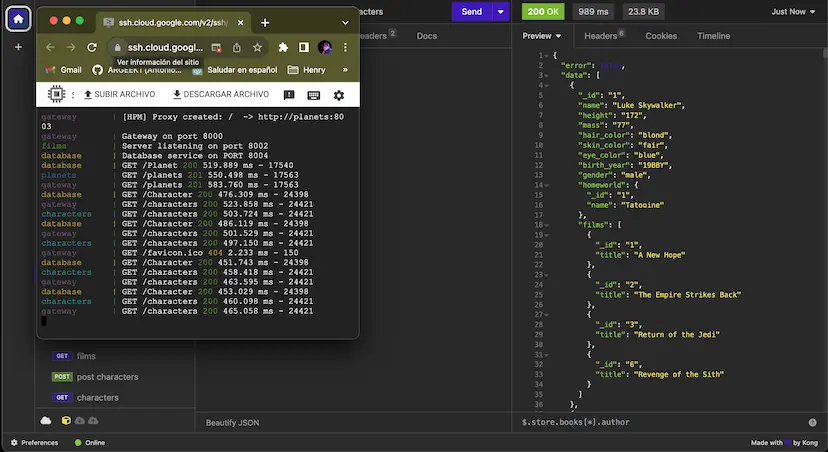 ssh.cloud.google.com/v2/ssh/
ssh.cloud.googl...
Ver información del sitio
Gmail
ARGEEKT (Antonio...
Saludar en español
Henry
»
SUBIR ARCHIVO
DESCARGAR ARCHIVO
gateway | [HPM] Proxy created: / -> http://planets:80
03
gateway | Gateway on port 8000
films | Server listening on port 8002
database | Database service on PORT 8004
database | GET /Planet 200 519.889 ms - 17540
planets | GET /planets 201 550.498 ms - 17563
gateway | GET /planets 201 583.760 ms - 17563
database | GET /Character 200 476.309 ms - 24398
gateway | GET /characters 200 523.858 ms - 24421
characters | GET /characters 200 503.724 ms - 24421
database | GET /Character 200 486.119 ms - 24398
gateway | GET /characters 200 501.529 ms - 24421
characters | GET /characters 200 497.150 ms - 24421
gateway | GET /favicon.ico 404 2.233 ms - 150
database | GET /Character 200 451.743 ms - 24398
characters | GET /characters 200 458.418 ms - 24421
gateway | GET /characters 200 463.595 ms - 24421
database | GET /Character 200 453.029 ms - 24398
characters | GET /characters 200 460.098 ms - 24421
gateway | GET /characters 200 465.058 ms - 24421
GET films
POST post characters
GET characters
Preferences
Online
Send
Headers 2
Docs
Beautify JSON
200 OK
989 ms
23.8 KB
Just Now
Preview
Headers 6
Cookies
Timeline
1 {
2 "error": false,
3 "data": [
4 {
5 "_id": "1",
6 "name": "Luke Skywalker",
7 "height": "172",
8 "mass": "77",
9 "hair_color": "blond",
10 "skin_color": "fair",
11 "eye_color": "blue",
12 "birth_year": "19BBY",
13 "gender": "male",
14 "homeworld": {
15 "_id": "1",
16 "name": "Tatooine"
17 },
18 "films": [
19 {
20 "_id": "1",
21 "title": "A New Hope"
22 },
23 {
24 "_id": "2",
25 "title": "The Empire Strikes Back"
26 },
27 {
28 "_id": "3",
29 "title": "Return of the Jedi"
30 },
31 {
32 "_id": "6",
33 "title": "Revenge of the Sith"
34 }
35 ]
36 },
$.store.books[*].author
Made with by Kong